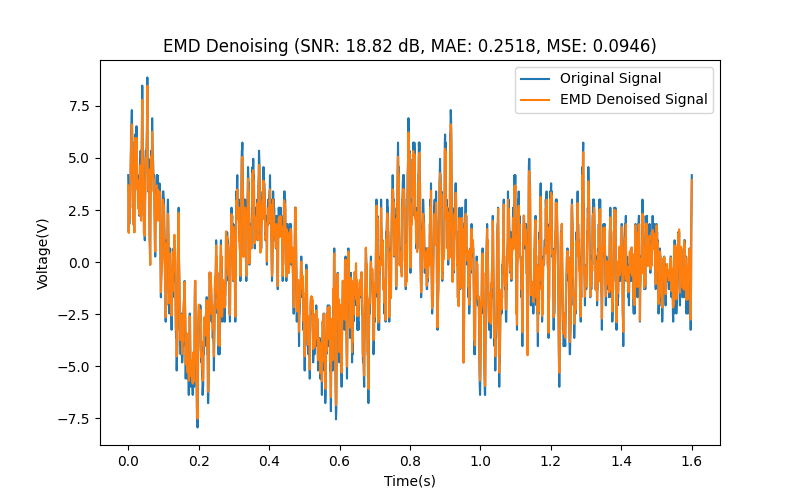 EMD Denoising (SNR: 18.82 dB, MAE: 0.2518, MSE: 0.0946)
Original Signal
EMD Denoised Signal
Voltage(V)
7.5
5.0
2.5
0.0
−2.5
−5.0
−7.5
0.0 0.2 0.4 0.6 0.8 1.0 1.2 1.4 1.6
Time(s)